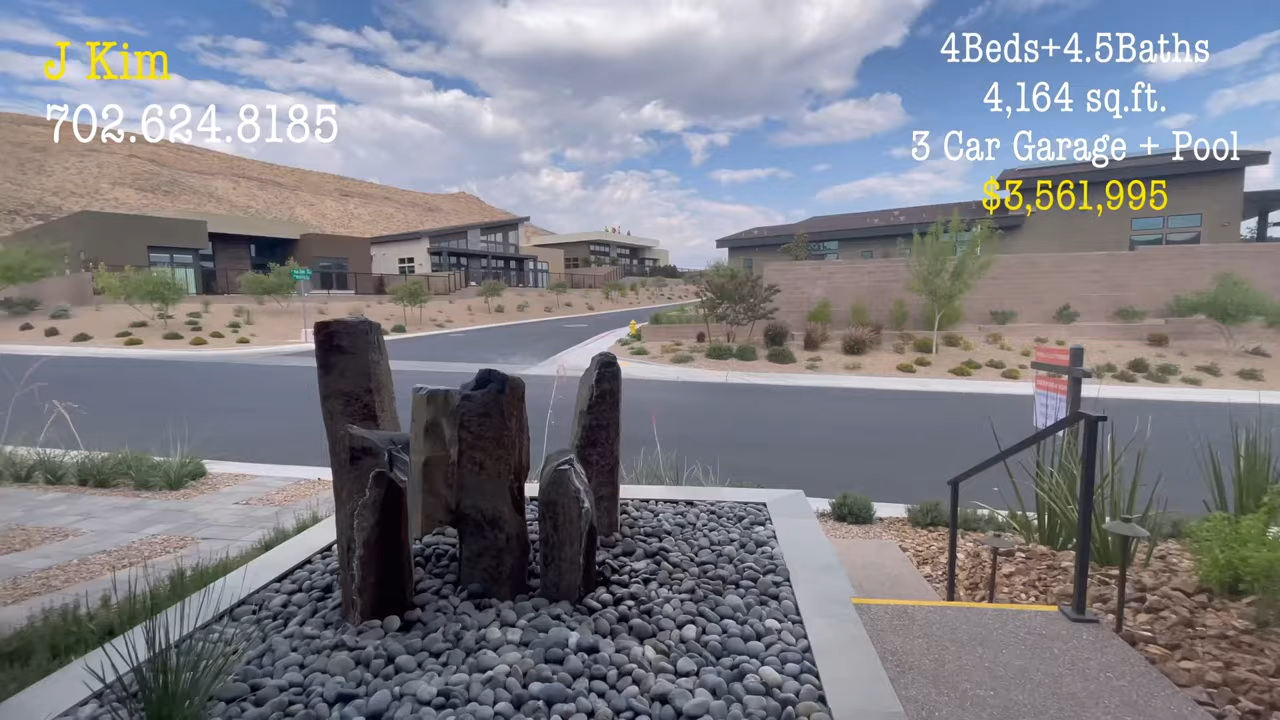 J Kim
702.624.8185
4Beds+4.5Baths
4,164 sq.ft.
3 Car Garage + Pool
$3,561,995